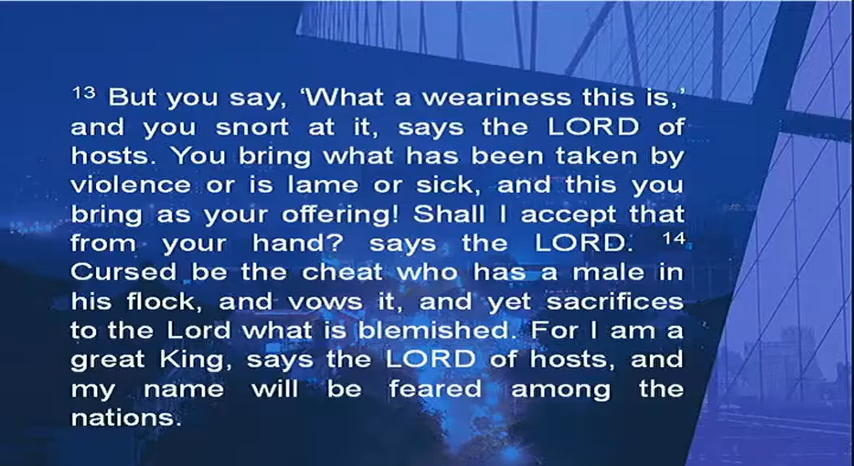 13 But you say, ‘What a weariness this is,’
and you snort at it, says the LORD of
hosts. You bring what has been taken by
violence or is lame or sick, and this you
bring as your offering! Shall I accept that
from your hand? says the LORD. 14
Cursed be the cheat who has a male in
his flock, and vows it, and yet sacrifices
to the Lord what is blemished. For I am a
great King, says the LORD of hosts, and
my name will be feared among the
nations.